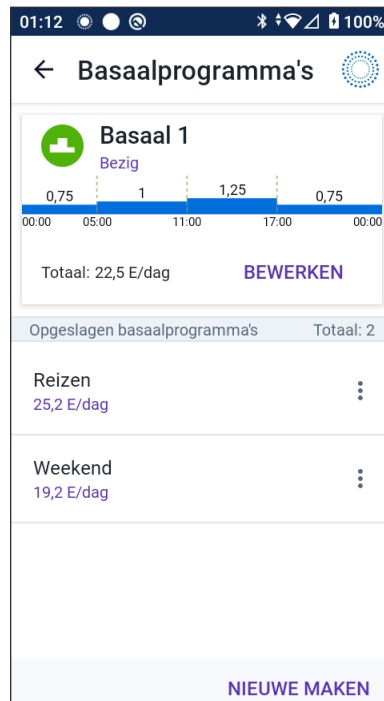 01:12 100%
Basaalprogramma's
Basaal 1
Bezig
0,75 1 1,25 0,75
00:00 05:00 11:00 17:00 00:00
Totaal: 22,5 E/dag BEWERKEN
Opgeslagen basaalprogramma's Totaal: 2
Reizen
25,2 E/dag
Weekend
19,2 E/dag
NIEUWE MAKEN